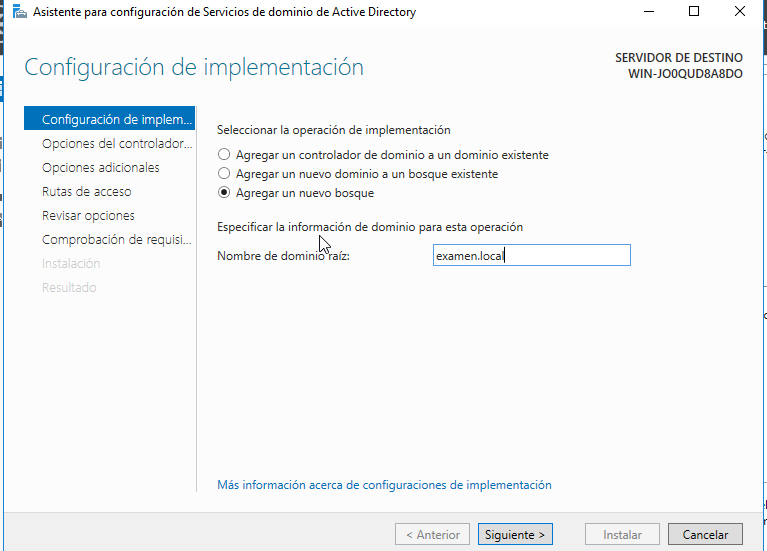 Asistente para configuración de Servicios de dominio de Active Directory
Configuración de implementación
SERVIDOR DE DESTINO
WIN-JO0QUD8A8DO
Configuración de implem...
Opciones del controlador...
Opciones adicionales
Rutas de acceso
Revisar opciones
Comprobación de requisi...
Instalación
Resultado
Seleccionar la operación de implementación
Agregar un controlador de dominio a un dominio existente
Agregar un nuevo dominio a un bosque existente
Agregar un nuevo bosque
Especificar la información de dominio para esta operación
Nombre de dominio raíz:
examen.local
Más información acerca de configuraciones de implementación
< Anterior
Siguiente >
Instalar
Cancelar